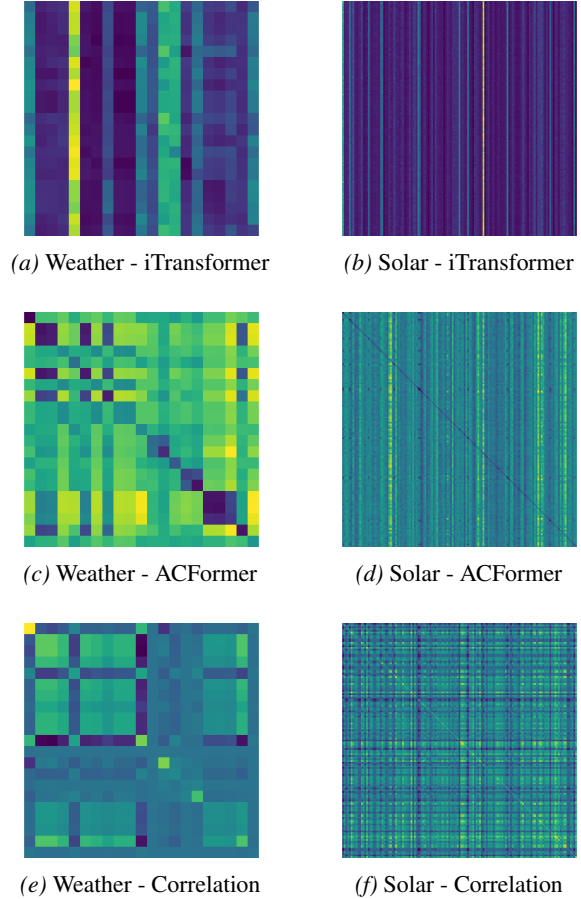 (a) Weather - iTransformer
(b) Solar - iTransformer
(c) Weather - ACFormer
(d) Solar - ACFormer
(e) Weather - Correlation
(f) Solar - Correlation